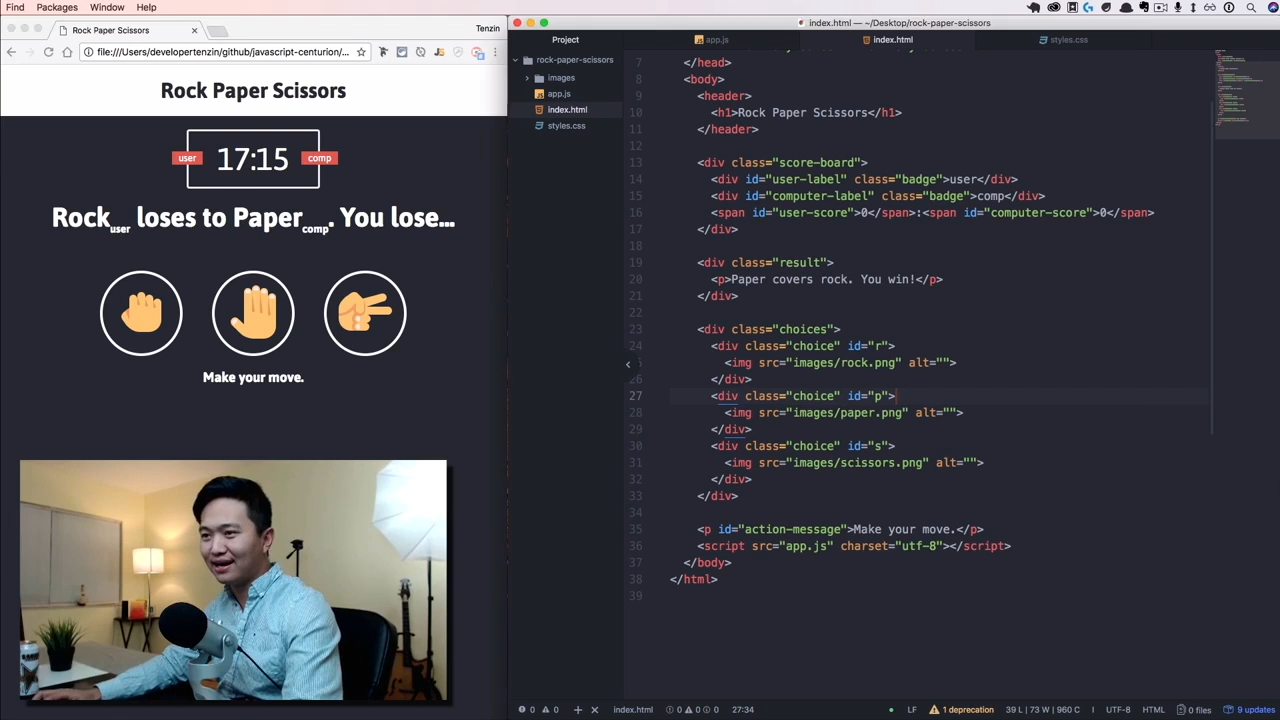 Find Packages Window Help
Rock Paper Scissors
Tenzin
file:///Users/developertenzin/github/javascript-centurion/...
Rock Paper Scissors
user 17:15 comp
Rock user loses to Paper comp. You lose...
Make your move.
index.html — ~/Desktop/rock-paper-scissors
Project
rock-paper-scissors
images
app.js
index.html
styles.css
app.js index.html styles.css
7 </head>
8 <body>
9 <header>
10 <h1>Rock Paper Scissors</h1>
11 </header>
12
13 <div class="score-board">
14 <div id="user-label" class="badge">user</div>
15 <div id="computer-label" class="badge">comp</div>
16 <span id="user-score">0</span>:<span id="computer-score">0</span>
17 </div>
18
19 <div class="result">
20 <p>Paper covers rock. You win!</p>
21 </div>
22
23 <div class="choices">
24 <div class="choice" id="r">
<img src="images/rock.png" alt="">
26 </div>
27 <div class="choice" id="p">
28 <img src="images/paper.png" alt="">
29 </div>
30 <div class="choice" id="s">
31 <img src="images/scissors.png" alt="">
32 </div>
33 </div>
34
35 <p id="action-message">Make your move.</p>
36 <script src="app.js" charset="utf-8"></script>
37 </body>
38 </html>
39
0 0 + × index.html 0 0 0 27:34 LF 1 deprecation 39 L | 73 W | 960 C UTF-8 HTML 0 files 9 updates